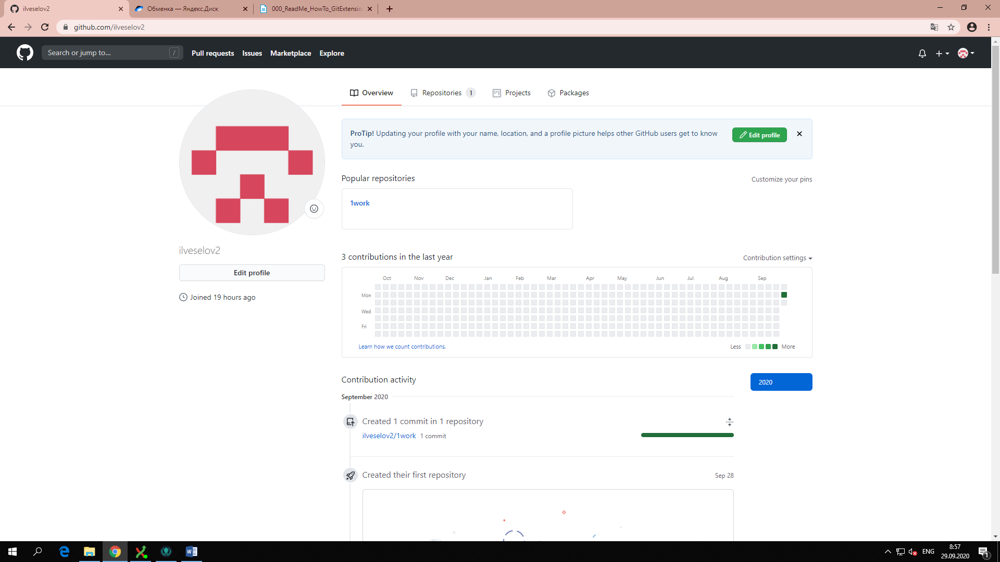 ilveselov2
Обменка — Яндекс.Диск
000_ReadMe_HowTo_GitExtensio
github.com/ilveselov2
Search or jump to...
/
Pull requests
Issues
Marketplace
Explore
Overview
Repositories 1
Projects
Packages
ProTip! Updating your profile with your name, location, and a profile picture helps other GitHub users get to know
you.
Edit profile
Popular repositories
Customize your pins
1work
ilveselov2
Edit profile
Joined 19 hours ago
3 contributions in the last year
Contribution settings
Oct Nov Dec Jan Feb Mar Apr May Jun Jul Aug Sep
Mon
Wed
Fri
Learn how we count contributions.
Less More
Contribution activity
2020
September 2020
Created 1 commit in 1 repository
ilveselov2/1work 1 commit
Created their first repository
Sep 28
ENG
8:57
29.09.2020
1